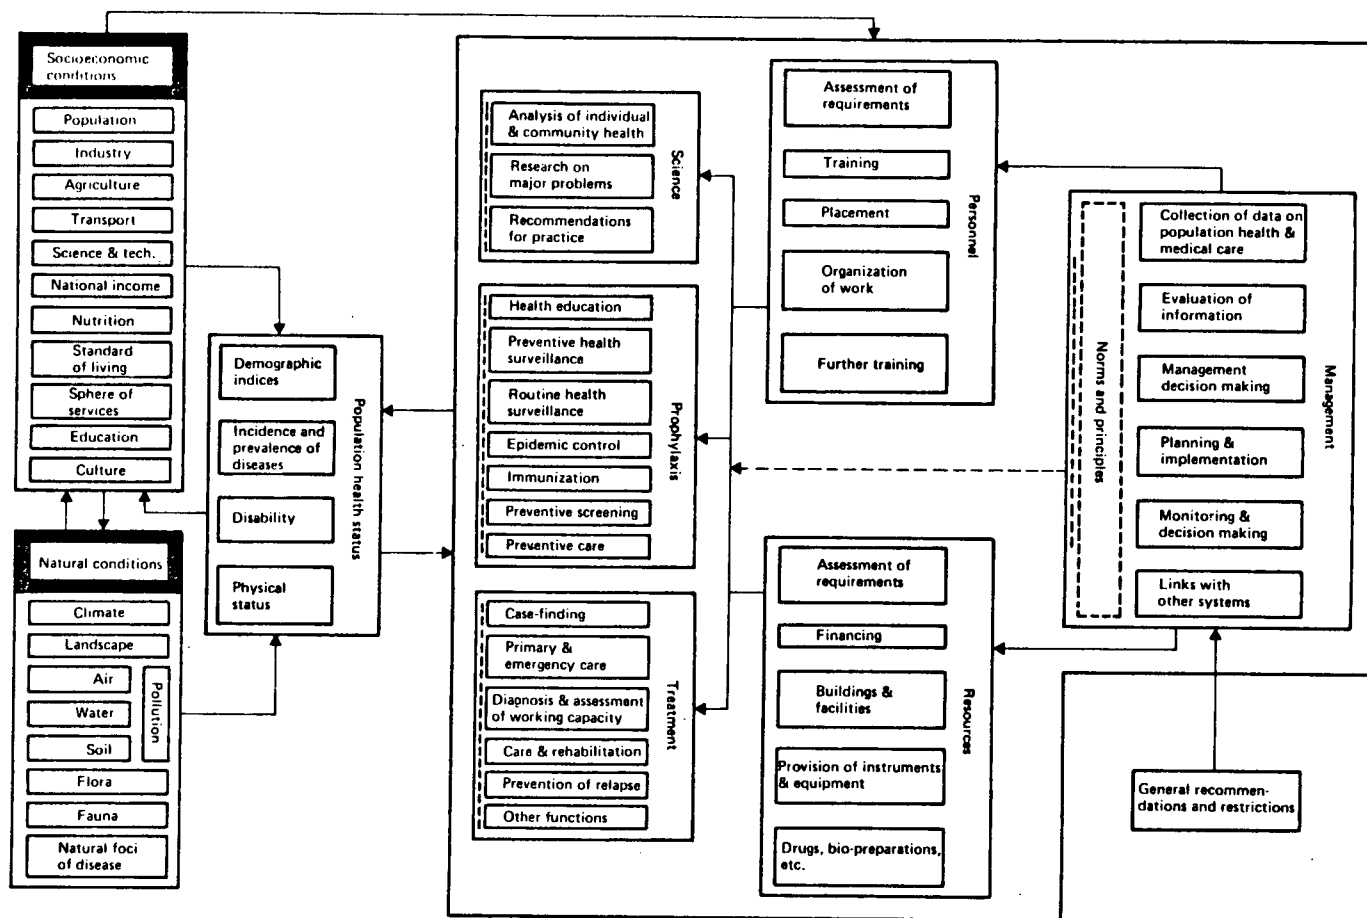 Socioeconomic
conditions
Population
Industry
Agriculture
Transport
Science & tech.
National income
Nutrition
Standard
of living
Sphere of
services
Education
Culture
Natural conditions
Climate
Landscape
Air
Water
Soil
Pollution
Flora
Fauna
Natural foci
of disease
Demographic
indices
Incidence and
prevalence of
diseases
Disability
Physical
status
Population health status
Analysis of individual
& community health
Research on
major problems
Recommendations
for practice
Science
Health education
Preventive health
surveillance
Routine health
surveillance
Epidemic control
Immunization
Preventive screening
Preventive care
Prophylaxis
Case-finding
Primary &
emergency care
Diagnosis & assessment
of working capacity
Care & rehabilitation
Prevention of relapse
Other functions
Treatment
Assessment of
requirements
Training
Placement
Organization
of work
Further training
Personnel
Assessment of
requirements
Financing
Buildings &
facilities
Provision of instruments
& equipment
Drugs, bio-preparations,
etc.
Resources
Norms and principles
Collection of data on
population health &
medical care
Evaluation of
information
Management
decision making
Planning &
implementation
Monitoring &
decision making
Links with
other systems
Management
General recommen-
dations and restrictions